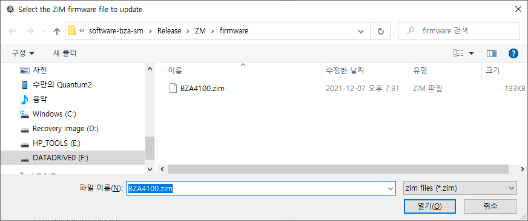 Select the ZIM firmware file to update.
« software-bza-sm › Release › ZM › firmware
firmware 검색
구성 새 폴더
사진
수만의 Quantum2
음악
Windows (C:)
Recovery Image (D:)
HP_TOOLS (E:)
DATADRIVE0 (F:)
이름 수정한 날짜 유형 크기
BZA4100.zim 2021-12-07 오후 7:31 ZIM 파일 133KB
파일 이름(N): BZA4100.zim zim files (*.zim)
열기(O) 취소